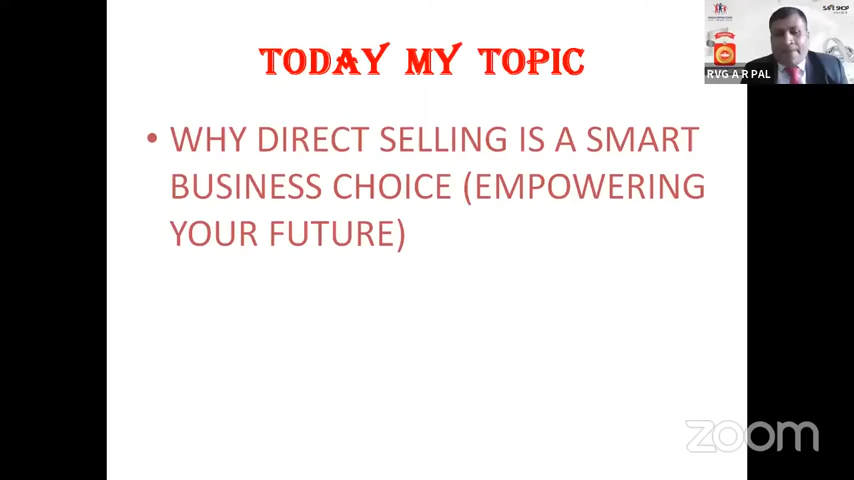 TODAY MY TOPIC
• WHY DIRECT SELLING IS A SMART
BUSINESS CHOICE (EMPOWERING
YOUR FUTURE)
SAFE SHOP
RVG A R PAL
zoom